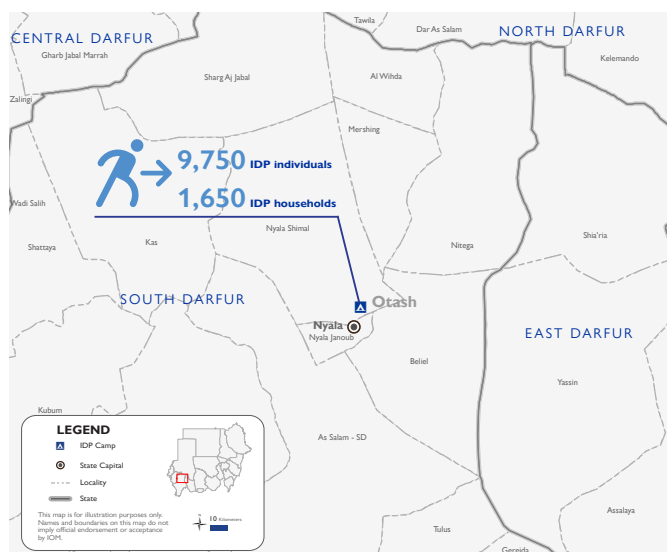 Tawila
Dar As Salam
NORTH DARFUR
CENTRAL DARFUR
Gharb Jabal Marrah
Kelemando
Sharg Aj Jabal
Al Wihda
Zalingi
Mershing
9,750 IDP individuals
1,650 IDP households
Wadi Salih
Nyala Shimal
Shia'ria
Shattaya
Kas
Nitega
SOUTH DARFUR
Otash
Nyala
Nyala Janoub
EAST DARFUR
Beliel
Yassin
Kubum
As Salam - SD
LEGEND
IDP Camp
State Capital
Locality
State
This map is for illustration purposes only.
Names and boundaries on this map do not
imply official endorsement or acceptance
by IOM.
10 Kilometers
Assalaya
Tulus
Gereida